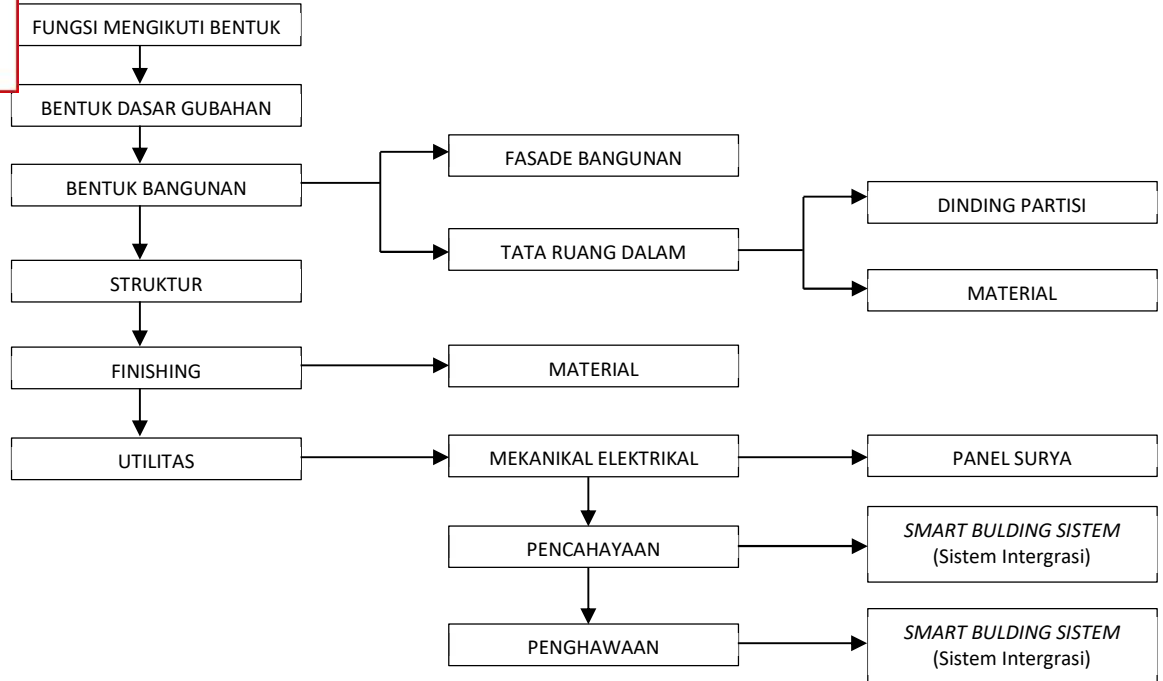 FUNGSI MENGIKUTI BENTUK
BENTUK DASAR GUBAHAN
BENTUK BANGUNAN
FASADE BANGUNAN
TATA RUANG DALAM
DINDING PARTISI
MATERIAL
STRUKTUR
FINISHING
MATERIAL
UTILITAS
MEKANIKAL ELEKTRIKAL
PANEL SURYA
PENCAHAYAAN
SMART BULDING SISTEM
(Sistem Intergrasi)
PENGHAWAAN
SMART BULDING SISTEM
(Sistem Intergrasi)